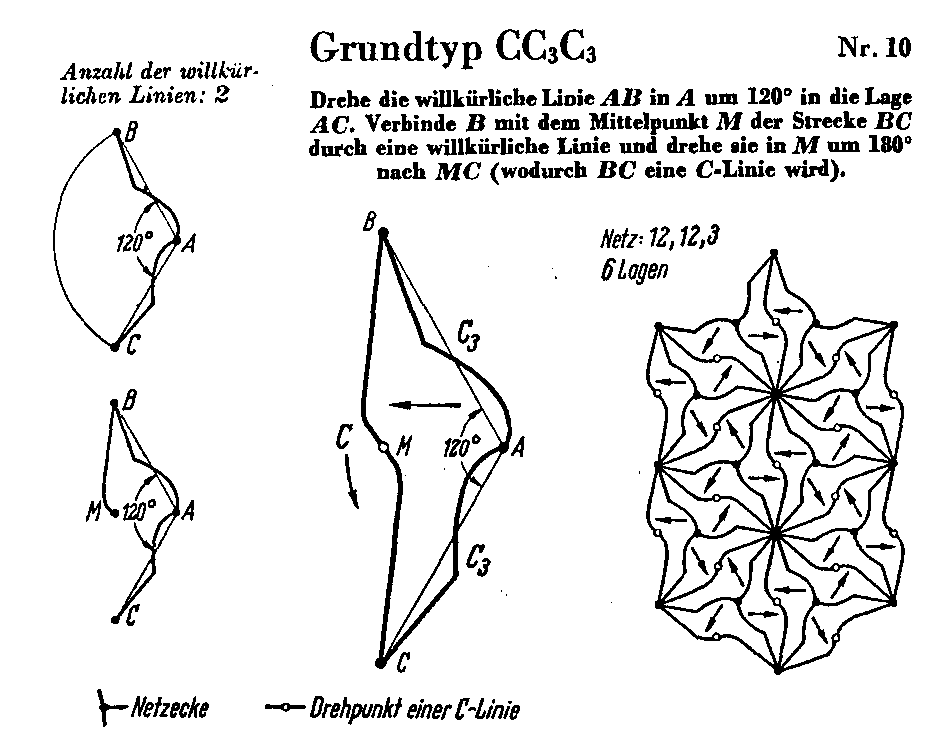 Grundtyp CC₃C₃
Nr. 10
Anzahl der willkür-
lichen Linien: 2
Drehe die willkürliche Linie AB in A um 120° in die Lage
AC. Verbinde B mit dem Mittelpunkt M der Strecke BC
durch eine willkürliche Linie und drehe sie in M um 180°
nach MC (wodurch BC eine C-Linie wird).
B
120°
A
C
B
M
120°
A
C
B
C₃
C
M
120°
A
C₃
C
Netz: 12, 12, 3
6 Lagen
Netzecke
Drehpunkt einer C-Linie